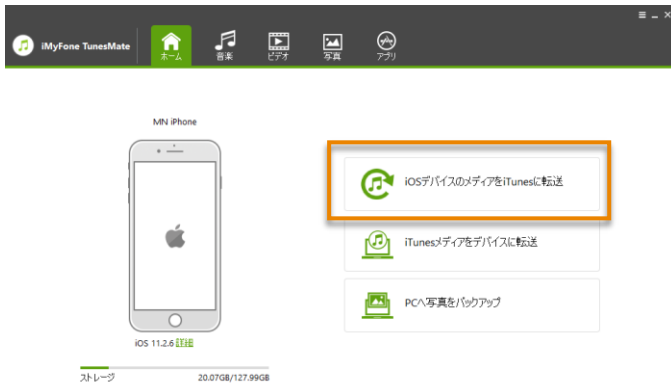 iMyFone TunesMate
ホーム
音楽
ビデオ
写真
アプリ
MN iPhone
iOS 11.2.6 詳細
ストレージ 20.07GB/127.99GB
iOSデバイスのメディアをiTunesに転送
iTunesメディアをデバイスに転送
PCへ写真をバックアップ